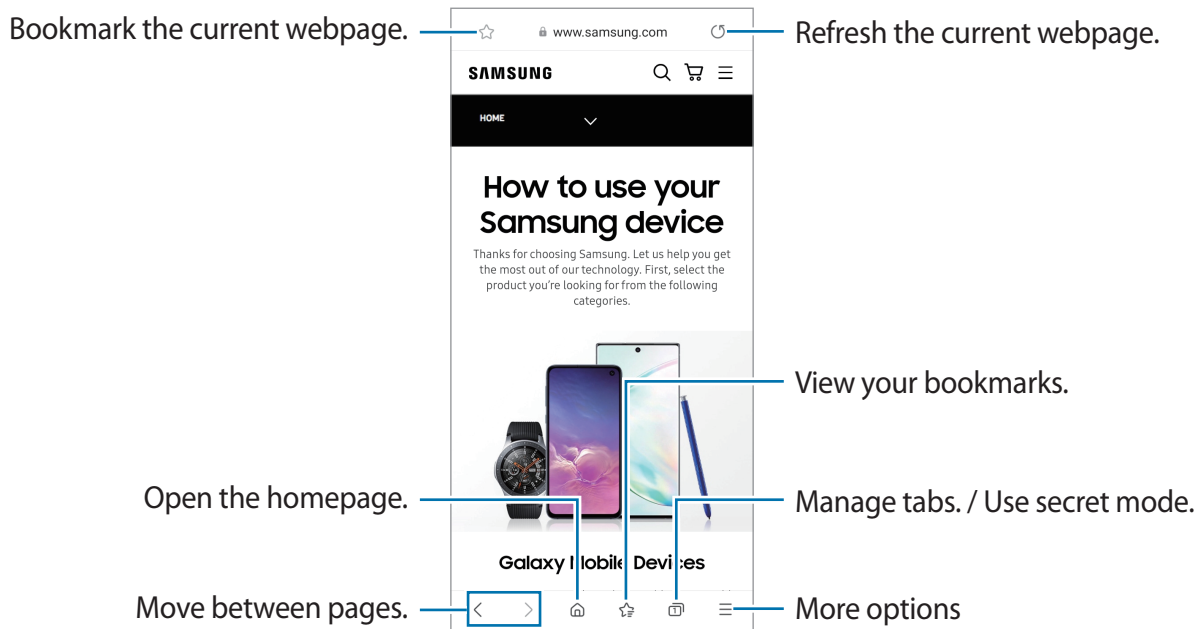 Bookmark the current webpage.
www.samsung.com
Refresh the current webpage.
SAMSUNG
HOME
How to use your
Samsung device
Thanks for choosing Samsung. Let us help you get
the most out of our technology. First, select the
product you're looking for from the following
categories.
View your bookmarks.
Open the homepage.
Manage tabs. / Use secret mode.
Galaxy Mobile Devices
Move between pages.
1
More options